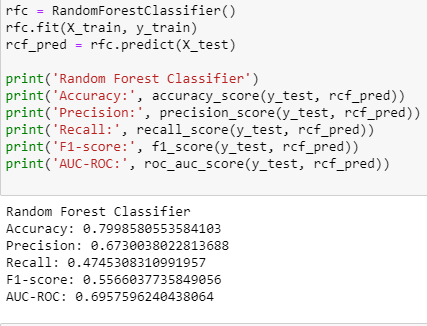 rfc = RandomForestClassifier()
rfc.fit(X_train, y_train)
rcf_pred = rfc.predict(X_test)
print('Random Forest Classifier')
print('Accuracy:', accuracy_score(y_test, rcf_pred))
print('Precision:', precision_score(y_test, rcf_pred))
print('Recall:', recall_score(y_test, rcf_pred))
print('F1-score:', f1_score(y_test, rcf_pred))
print('AUC-ROC:', roc_auc_score(y_test, rcf_pred))
Random Forest Classifier
Accuracy: 0.7998580553584103
Precision: 0.6730038022813688
Recall: 0.4745308310991957
F1-score: 0.5566037735849056
AUC-ROC: 0.6957596240438064